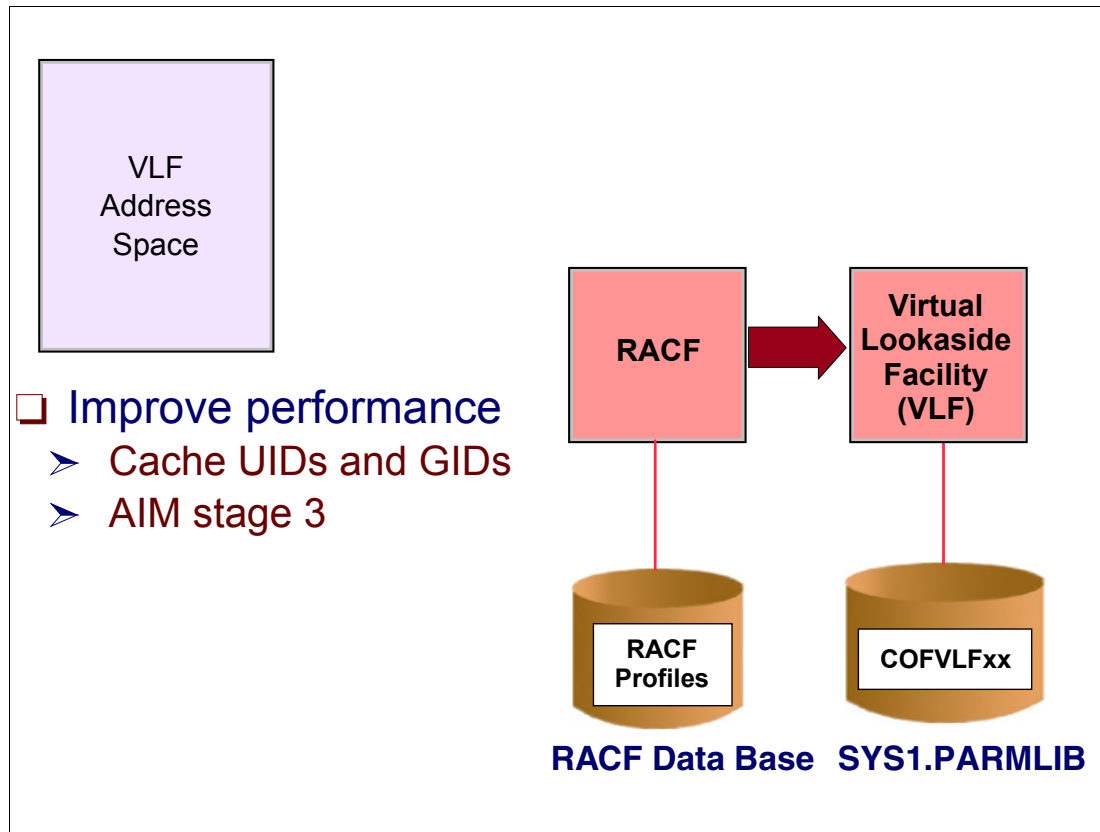 VLF
Address
Space
Improve performance
Cache UIDs and GIDs
AIM stage 3
RACF
Virtual
Lookaside
Facility
(VLF)
RACF
Profiles
COFVLFxx
RACF Data Base
SYS1.PARMLIB